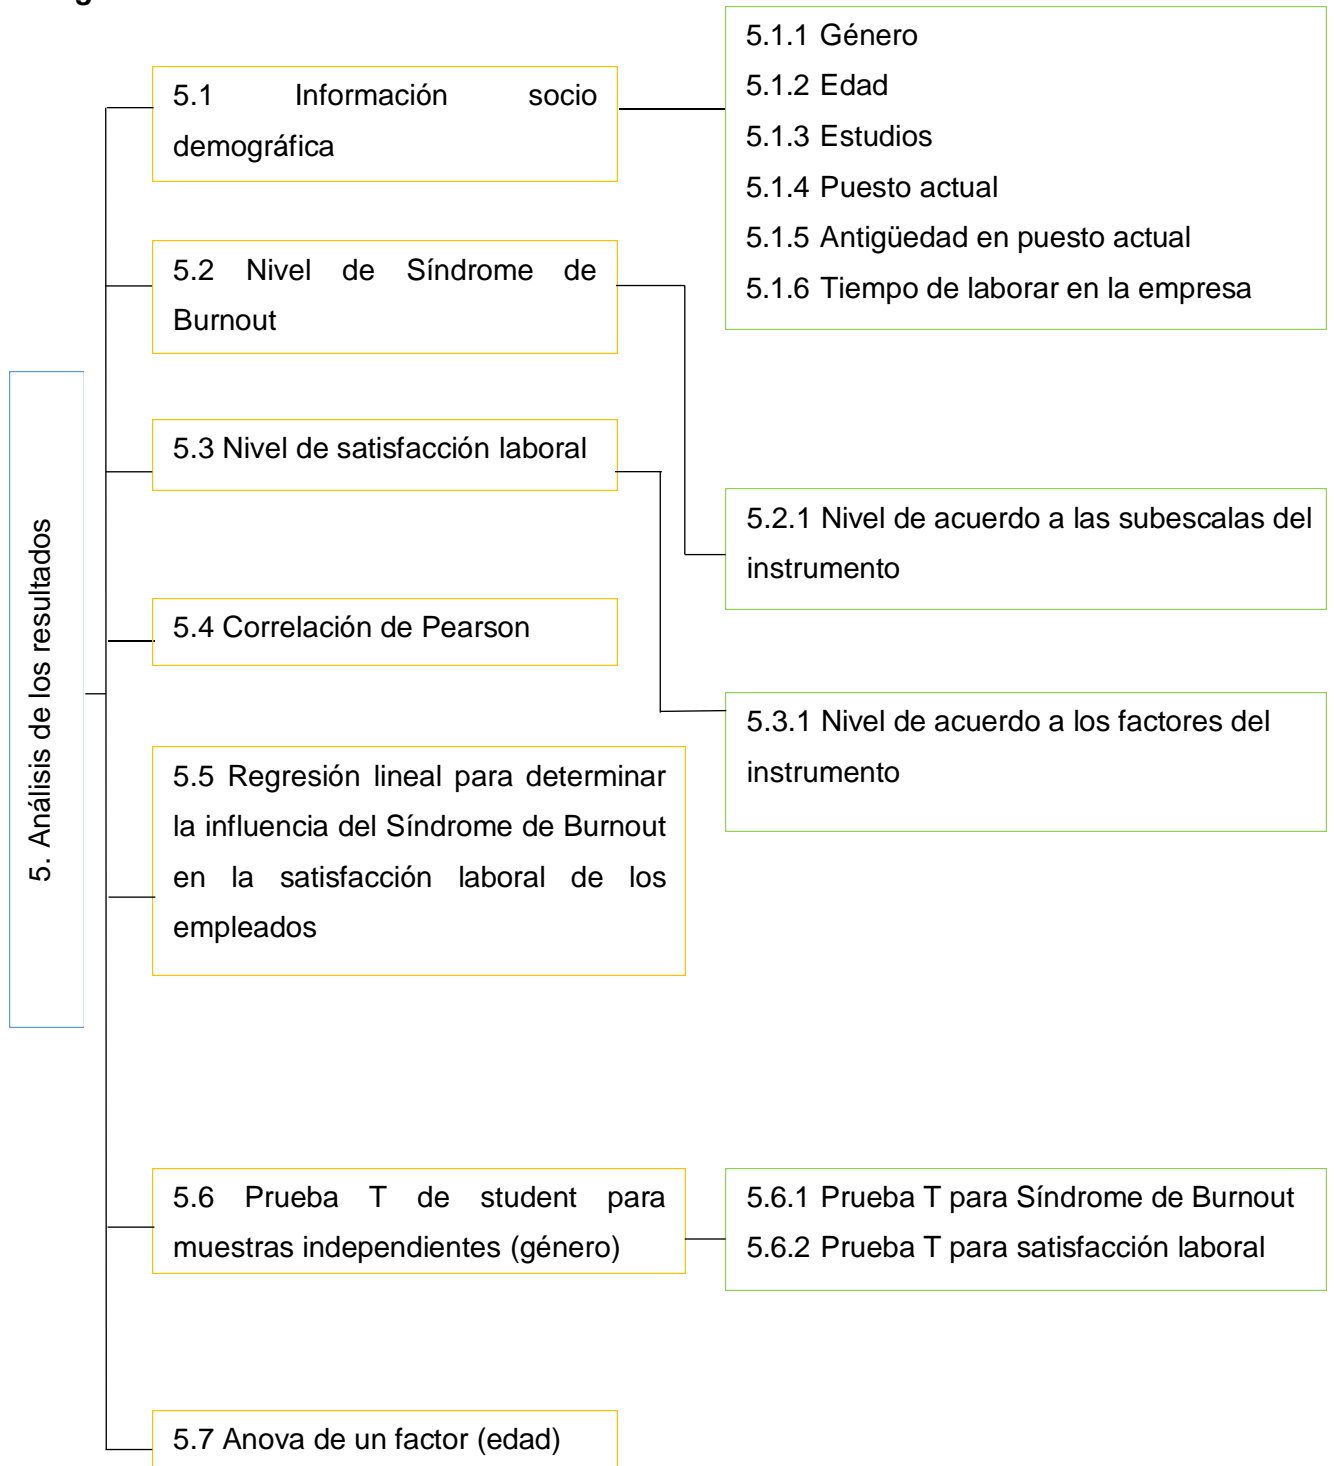 5. Análisis de los resultados
5.1 Información socio
demográfica
5.1.1 Género
5.1.2 Edad
5.1.3 Estudios
5.1.4 Puesto actual
5.1.5 Antigüedad en puesto actual
5.1.6 Tiempo de laborar en la empresa
5.2 Nivel de Síndrome de
Burnout
5.2.1 Nivel de acuerdo a las subescalas del
instrumento
5.3 Nivel de satisfacción laboral
5.3.1 Nivel de acuerdo a los factores del
instrumento
5.4 Correlación de Pearson
5.5 Regresión lineal para determinar
la influencia del Síndrome de Burnout
en la satisfacción laboral de los
empleados
5.6 Prueba T de student para
muestras independientes (género)
5.6.1 Prueba T para Síndrome de Burnout
5.6.2 Prueba T para satisfacción laboral
5.7 Anova de un factor (edad)